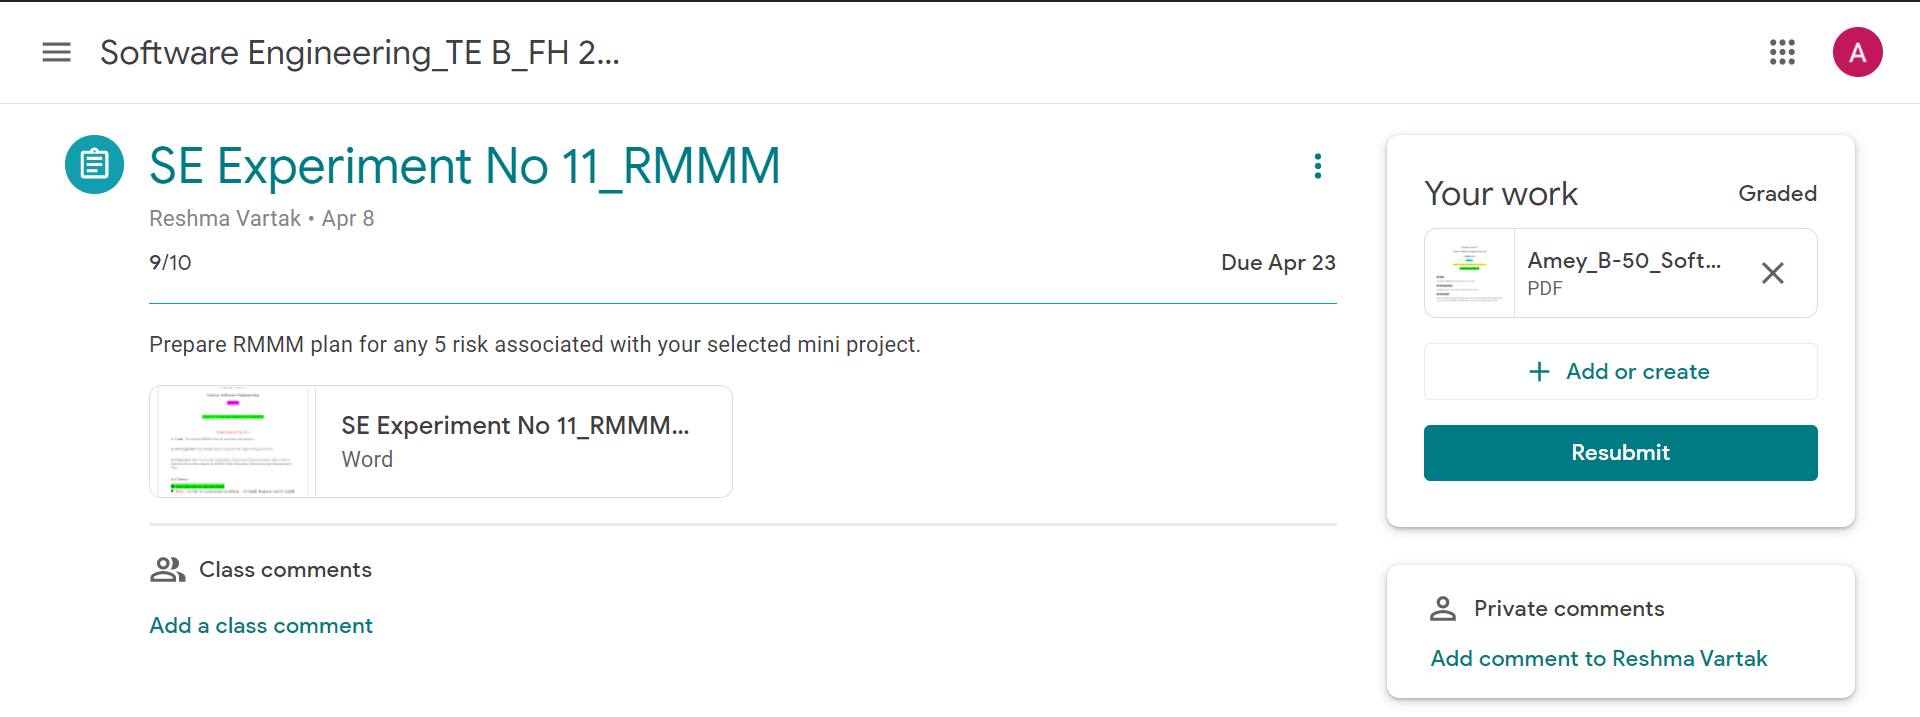 Software Engineering_TE B_FH 2...
A
SE Experiment No 11_RMMM
Reshma Vartak • Apr 8
9/10
Due Apr 23
Prepare RMMM plan for any 5 risk associated with your selected mini project.
SE Experiment No 11_RMMM...
Word
Class comments
Add a class comment
Your work
Graded
Amey_B-50_Soft...
PDF
Add or create
Resubmit
Private comments
Add comment to Reshma Vartak